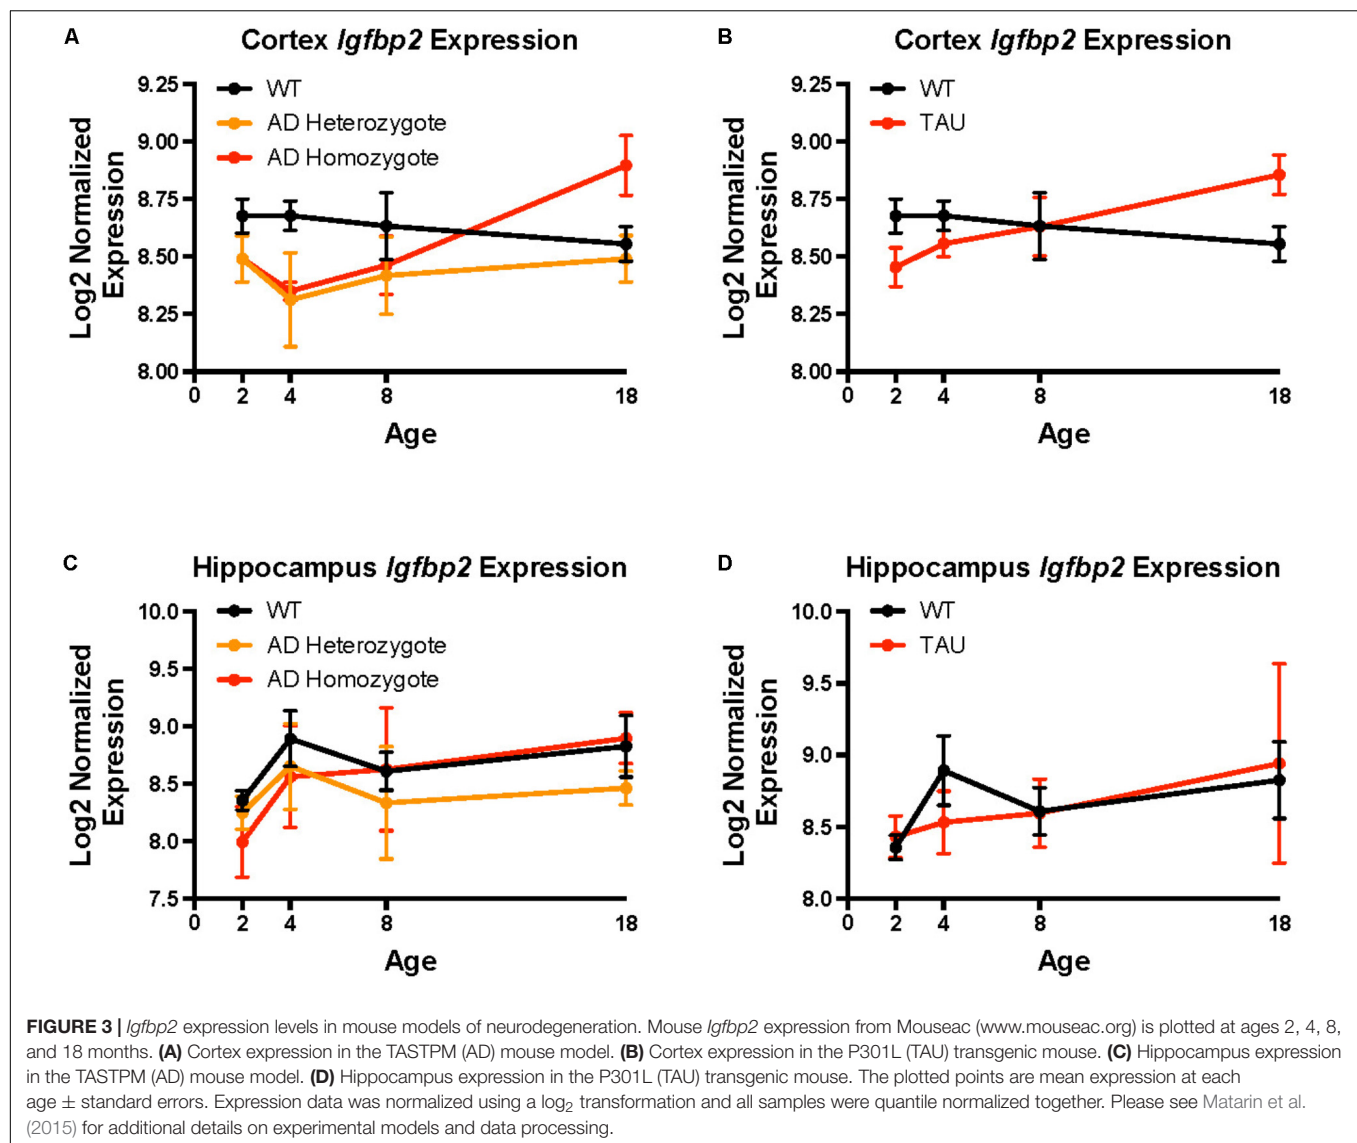 A
Cortex Igfbp2 Expression
WT
AD Heterozygote
AD Homozygote
Log2 Normalized
Expression
9.25
9.00
8.75
8.50
8.25
8.00
0 2 4 8 18
Age
B
Cortex Igfbp2 Expression
WT
TAU
Log2 Normalized
Expression
9.25
9.00
8.75
8.50
8.25
8.00
0 2 4 8 18
Age
C
Hippocampus Igfbp2 Expression
WT
AD Heterozygote
AD Homozygote
Log2 Normalized
Expression
10.0
9.5
9.0
8.5
8.0
7.5
0 2 4 8 18
Age
D
Hippocampus Igfbp2 Expression
WT
TAU
Log2 Normalized
Expression
10.0
9.5
9.0
8.5
8.0
0 2 4 8 18
Age
FIGURE 3 | Igfbp2 expression levels in mouse models of neurodegeneration. Mouse Igfbp2 expression from Mouseac (www.mouseac.org) is plotted at ages 2, 4, 8,
and 18 months. (A) Cortex expression in the TASTPM (AD) mouse model. (B) Cortex expression in the P301L (TAU) transgenic mouse. (C) Hippocampus expression
in the TASTPM (AD) mouse model. (D) Hippocampus expression in the P301L (TAU) transgenic mouse. The plotted points are mean expression at each
age ± standard errors. Expression data was normalized using a log₂ transformation and all samples were quantile normalized together. Please see Matarin et al.
(2015) for additional details on experimental models and data processing.